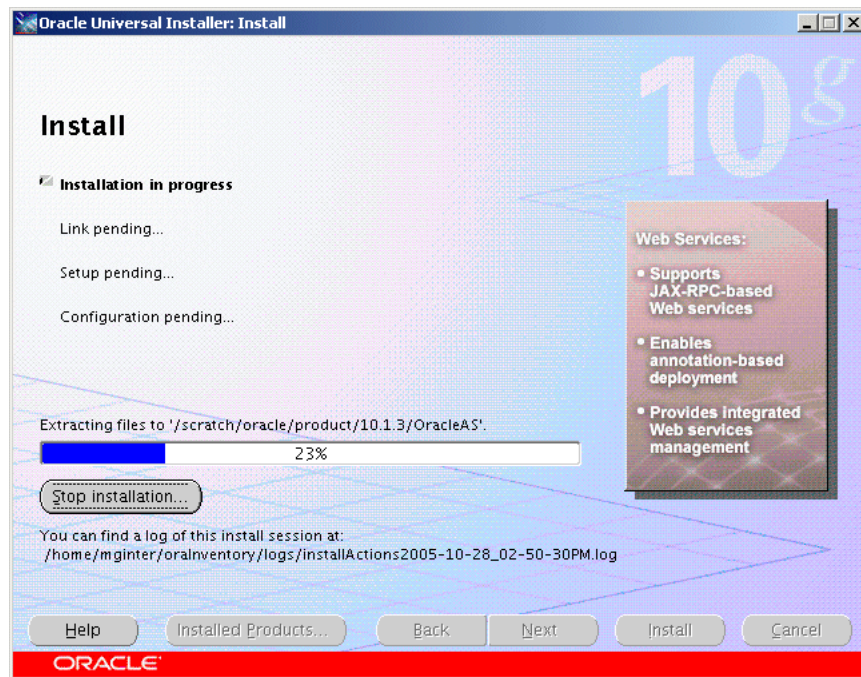 Oracle Universal Installer: Install
10g
Install
Installation in progress
Link pending...
Setup pending...
Configuration pending...
Web Services:
• Supports
JAX-RPC-based
Web services
• Enables
annotation-based
deployment
• Provides integrated
Web services
management
Extracting files to '/scratch/oracle/product/10.1.3/OracleAS'.
23%
Stop installation...
You can find a log of this install session at:
/home/mginter/oraInventory/logs/installActions2005-10-28_02-50-30PM.log
Help
Installed Products...
Back
Next
Install
Cancel
ORACLE